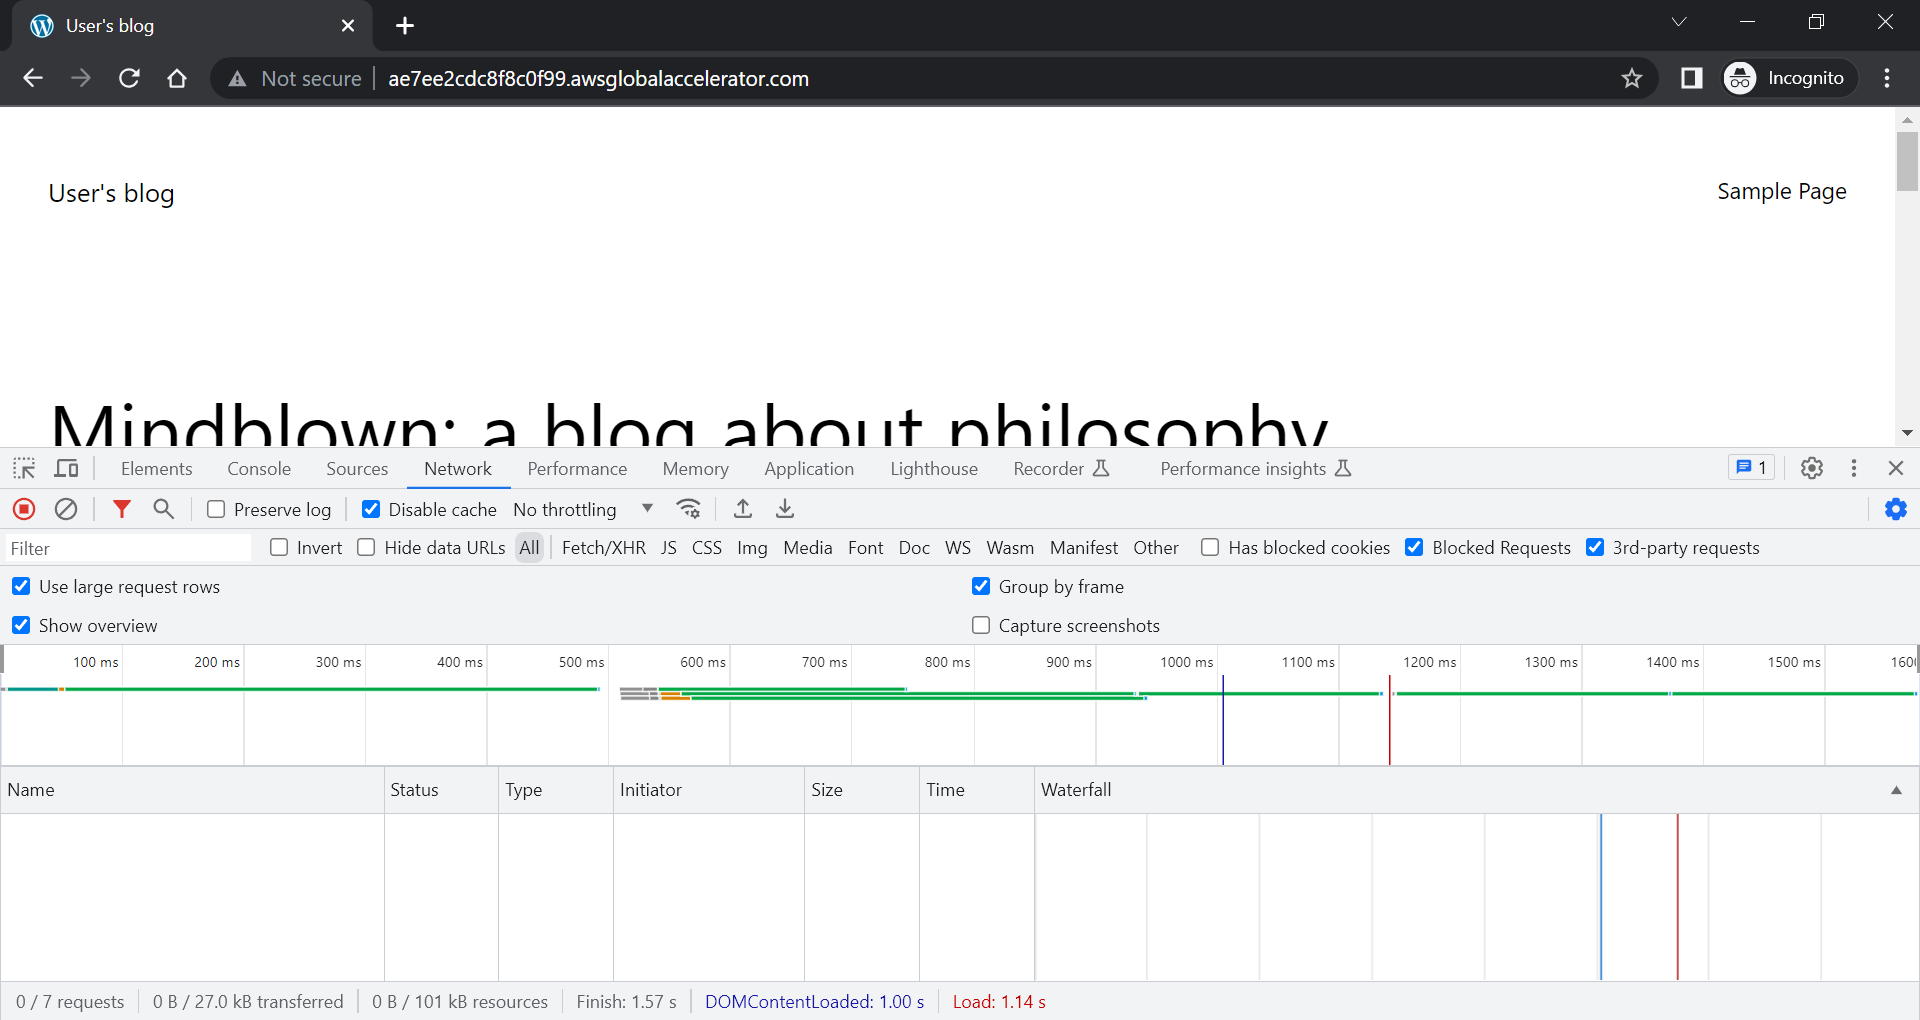 User's blog
Not secure ae7ee2cdc8f8c0f99.awsglobalaccelerator.com Incognito
User's blog Sample Page
Mindblown: a blog about philosophy
Elements Console Sources Network Performance Memory Application Lighthouse Recorder Performance insights 1
Preserve log Disable cache No throttling
Filter Invert Hide data URLs All Fetch/XHR JS CSS Img Media Font Doc WS Wasm Manifest Other Has blocked cookies Blocked Requests 3rd-party requests
Use large request rows Group by frame
Show overview Capture screenshots
100 ms 200 ms 300 ms 400 ms 500 ms 600 ms 700 ms 800 ms 900 ms 1000 ms 1100 ms 1200 ms 1300 ms 1400 ms 1500 ms 1600
Name Status Type Initiator Size Time Waterfall
0 / 7 requests 0 B / 27.0 kB transferred 0 B / 101 kB resources Finish: 1.57 s DOMContentLoaded: 1.00 s Load: 1.14 s